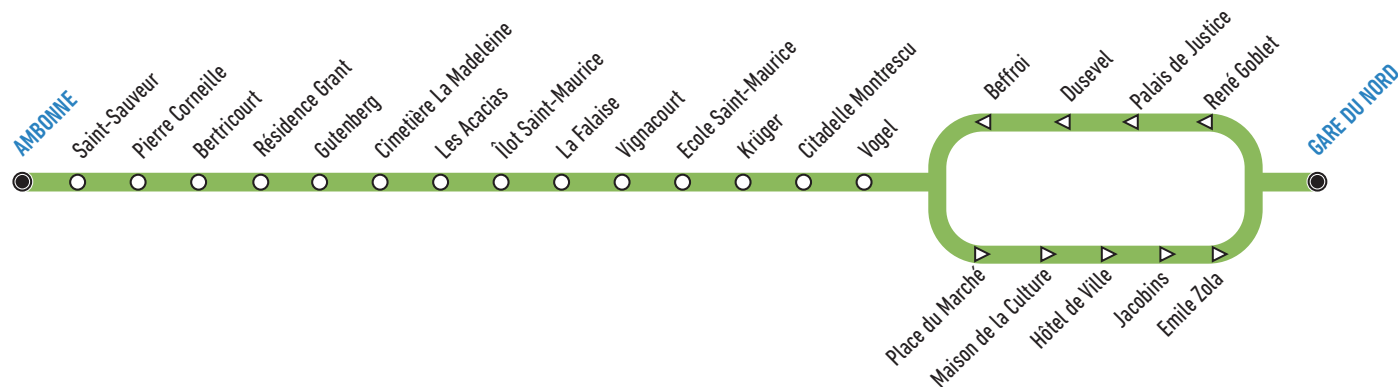 AMBONNE
Saint-Sauveur
Pierre Corneille
Bertricourt
Résidence Grant
Gutenberg
Cimetière La Madeleine
Les Acacias
Îlot Saint-Maurice
La Falaise
Vignacourt
Ecole Saint-Maurice
Krüger
Citadelle Montrescu
Vogel
Beffroi
Dusevel
Palais de Justice
René Goblet
GARE DU NORD
Place du Marché
Maison de la Culture
Hôtel de Ville
Jacobins
Emile Zola